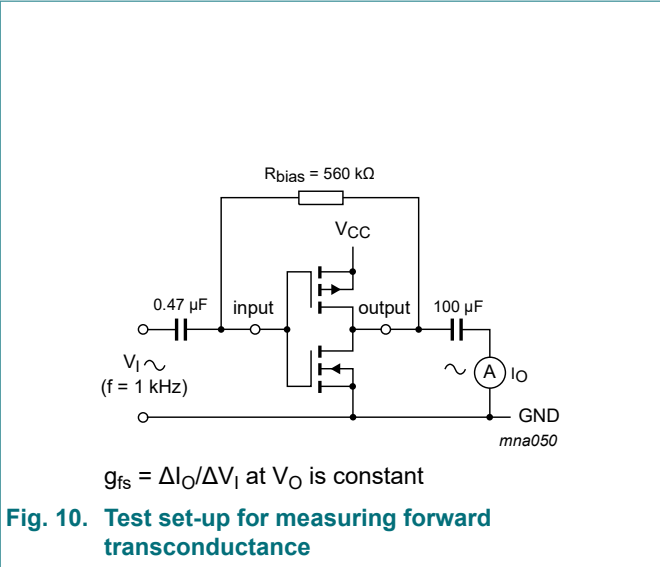 Rbias = 560 kΩ
VCC
0.47 µF
input
output
100 µF
VI
(f = 1 kHz)
A
IO
GND
mna050
gfs = ΔIO/ΔVI at VO is constant
Fig. 10. Test set-up for measuring forward
transconductance